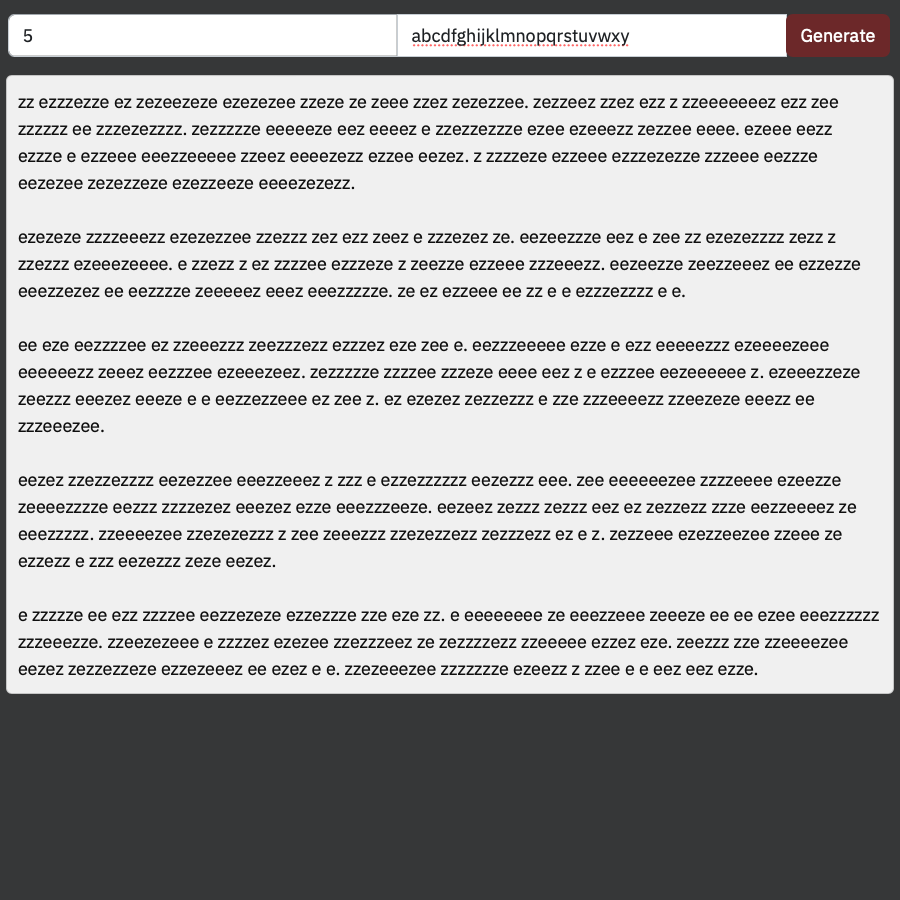 5
abcdfghijklmnopqrstuvwxy
Generate
zz ezzzezze ez zezeezeze ezezezee zzeze ze zeee zzez zezezzee. zezzeez zzez ezz z zzeeeeeeez ezz zee
zzzzzz ee zzzezezzzz. zezzzzze eeeeeze eez eeeez e zzezzezzze ezee ezeeezz zezzee eeee. ezeee eezz
ezzze e ezzeee eeezzeeeee zzeez eeeezezz ezzee eezez. z zzzzeze ezzeee ezzzezezze zzzeee eezzze
eezezee zezezzeze ezezzeeze eeeezezezz.
ezezeze zzzzeeezz ezezezzee zzezzz zez ezz zeez e zzzezez ze. eezeezzze eez e zee zz ezezezzzz zezz z
zzezzz ezeeezeeee. e zzezz z ez zzzzee ezzzeze z zeezze ezzeee zzzeeezz. eezeezze zeezzeeez ee ezzezze
eeezzezez ee eezzzze zeeeeez eeez eeezzzzze. ze ez ezzeee ee zz e e ezzzezzzz e e.
ee eze eezzzzee ez zzeeezzz zeezzzezz ezzzez eze zee e. eezzzeeeee ezze e ezz eeeeezzz ezeeeezeee
eeeeeezz zeeez eezzzee ezeeezeez. zezzzzze zzzzee zzzeze eeee eez z e ezzzee eezeeeeee z. ezeeezzeze
zeezzz eeezez eeeze e e eezzezzeee ez zee z. ez ezezez zezzezzz e zze zzzeeeezz zzeezeze eeezz ee
zzzeeezee.
eezez zzezzezzzz eezezzee eeezzeeez z zzz e ezzezzzzzz eezezzz eee. zee eeeeeezee zzzzeeee ezeezze
zeeeezzzze eezzz zzzzezez eeezez ezze eeezzzeeze. eezeez zezzz zezzz eez ez zezzezz zzze eezzeeeez ze
eeezzzzz. zzeeeezee zzezezezzz z zee zeeezzz zzezezzezz zezzzezz ez e z. zezzeee ezezzeezee zzeee ze
ezzezz e zzz eezezzz zeze eezez.
e zzzzze ee ezz zzzzee eezzezeze ezzezzze zze eze zz. e eeeeeeee ze eeezzeee zeeeze ee ee ezee eeezzzzzz
zzzeeezze. zzeezezeee e zzzzez ezezee zzezzzeez ze zezzzzezz zzeeeee ezzez eze. zeezzz zze zzeeeezee
eezez zezzezzeze ezzezeeez ee ezez e e. zzezeeezee zzzzzzze ezeezz z zzee e e eez eez ezze.